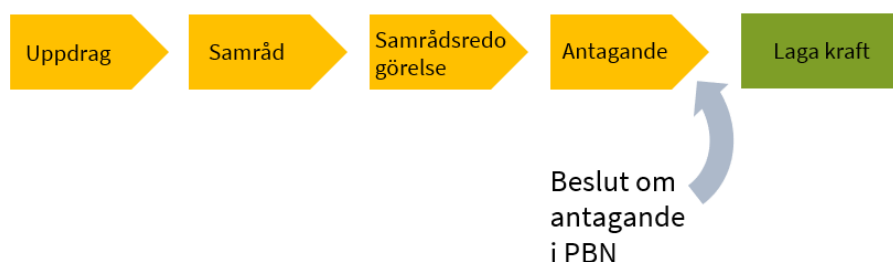 Uppdrag
Samråd
Samrådsredo
görelse
Antagande
Laga kraft
Beslut om
antagande
i PBN